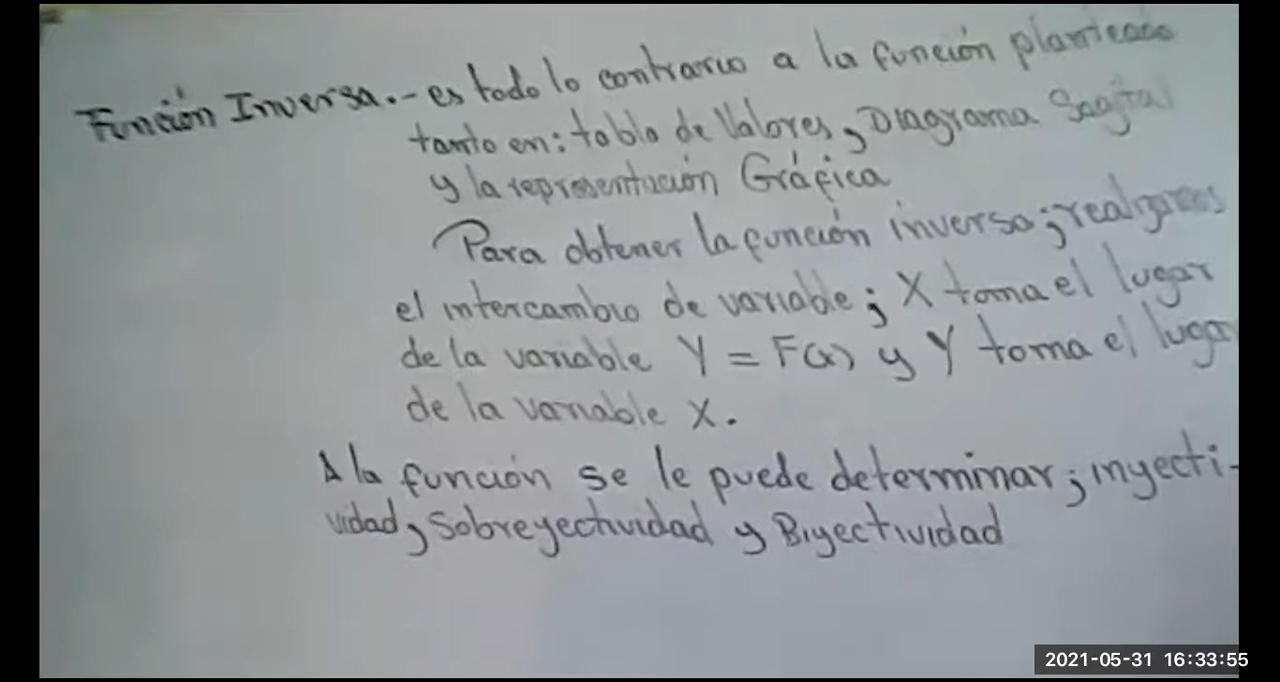 Función Inversa.- es todo lo contrario a la función planteada
tanto en: tabla de Valores, Diagrama Sagital
y la representación Gráfica
Para obtener la función inversa; realizamos
el intercambio de variable; X toma el lugar
de la variable Y = F(x) y Y toma el lugar
de la variable X.
A la función se le puede determinar; inyecti-
vidad, Sobreyectividad y Biyectividad
2021-05-31 16:33:55